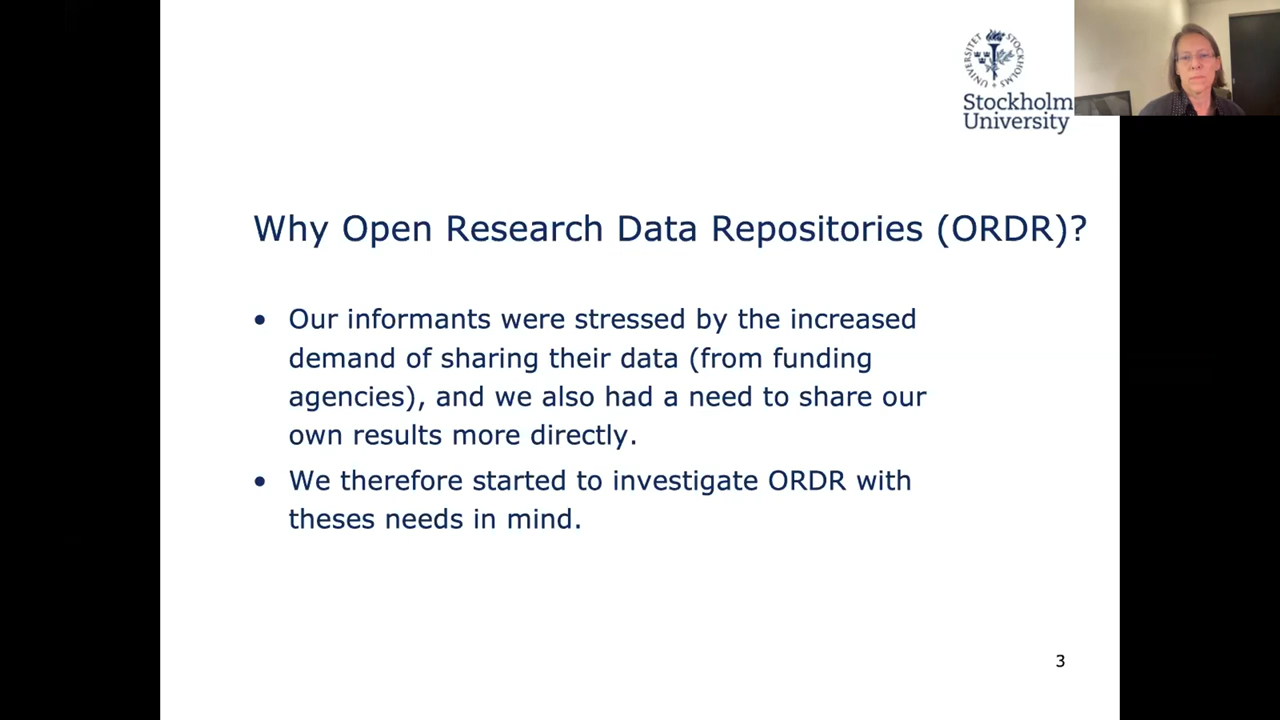 STOCKHOLMS UNIVERSITET
Stockholm
University
Why Open Research Data Repositories (ORDR)?
• Our informants were stressed by the increased
demand of sharing their data (from funding
agencies), and we also had a need to share our
own results more directly.
• We therefore started to investigate ORDR with
theses needs in mind.
3